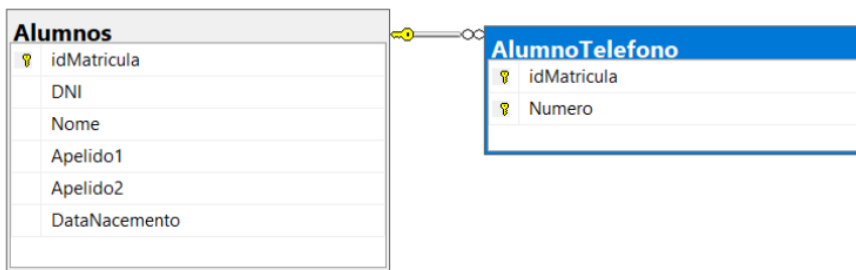 Alumnos
idMatricula
DNI
Nome
Apelido1
Apelido2
DataNacemento
AlumnoTelefono
idMatricula
Numero